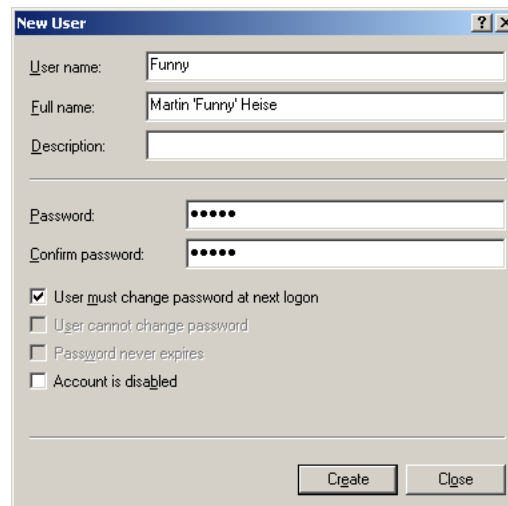 New User
User name: Funny
Full name: Martin 'Funny' Heise
Description:
Password: •••••
Confirm password: •••••
User must change password at next logon
User cannot change password
Password never expires
Account is disabled
Create Close